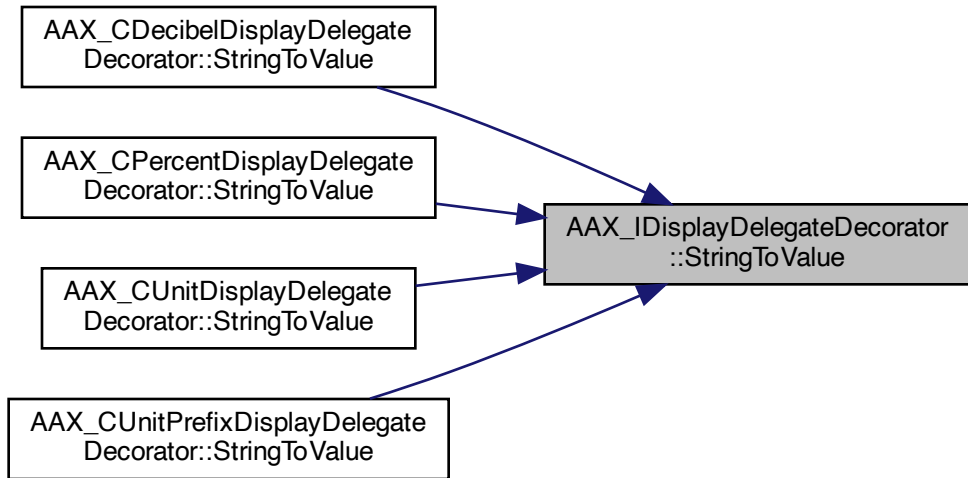 AAX_CDecibelDisplayDelegate
Decorator::StringToValue
AAX_CPercentDisplayDelegate
Decorator::StringToValue
AAX_IDisplayDelegateDecorator
::StringToValue
AAX_CUnitDisplayDelegate
Decorator::StringToValue
AAX_CUnitPrefixDisplayDelegate
Decorator::StringToValue